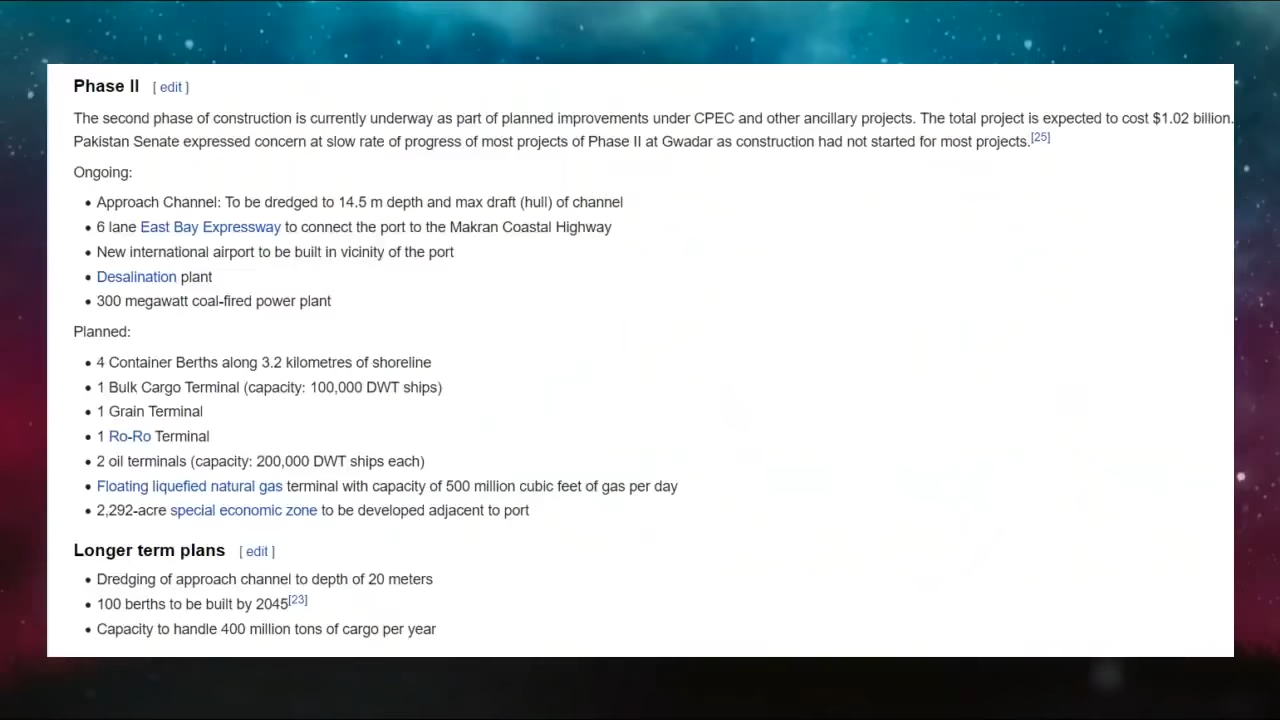 Phase II [ edit ]
The second phase of construction is currently underway as part of planned improvements under CPEC and other ancillary projects. The total project is expected to cost $1.02 billion.
Pakistan Senate expressed concern at slow rate of progress of most projects of Phase II at Gwadar as construction had not started for most projects.[25]
Ongoing:
• Approach Channel: To be dredged to 14.5 m depth and max draft (hull) of channel
• 6 lane East Bay Expressway to connect the port to the Makran Coastal Highway
• New international airport to be built in vicinity of the port
• Desalination plant
• 300 megawatt coal-fired power plant
Planned:
• 4 Container Berths along 3.2 kilometres of shoreline
• 1 Bulk Cargo Terminal (capacity: 100,000 DWT ships)
• 1 Grain Terminal
• 1 Ro-Ro Terminal
• 2 oil terminals (capacity: 200,000 DWT ships each)
• Floating liquefied natural gas terminal with capacity of 500 million cubic feet of gas per day
• 2,292-acre special economic zone to be developed adjacent to port
Longer term plans [ edit ]
• Dredging of approach channel to depth of 20 meters
• 100 berths to be built by 2045[23]
• Capacity to handle 400 million tons of cargo per year